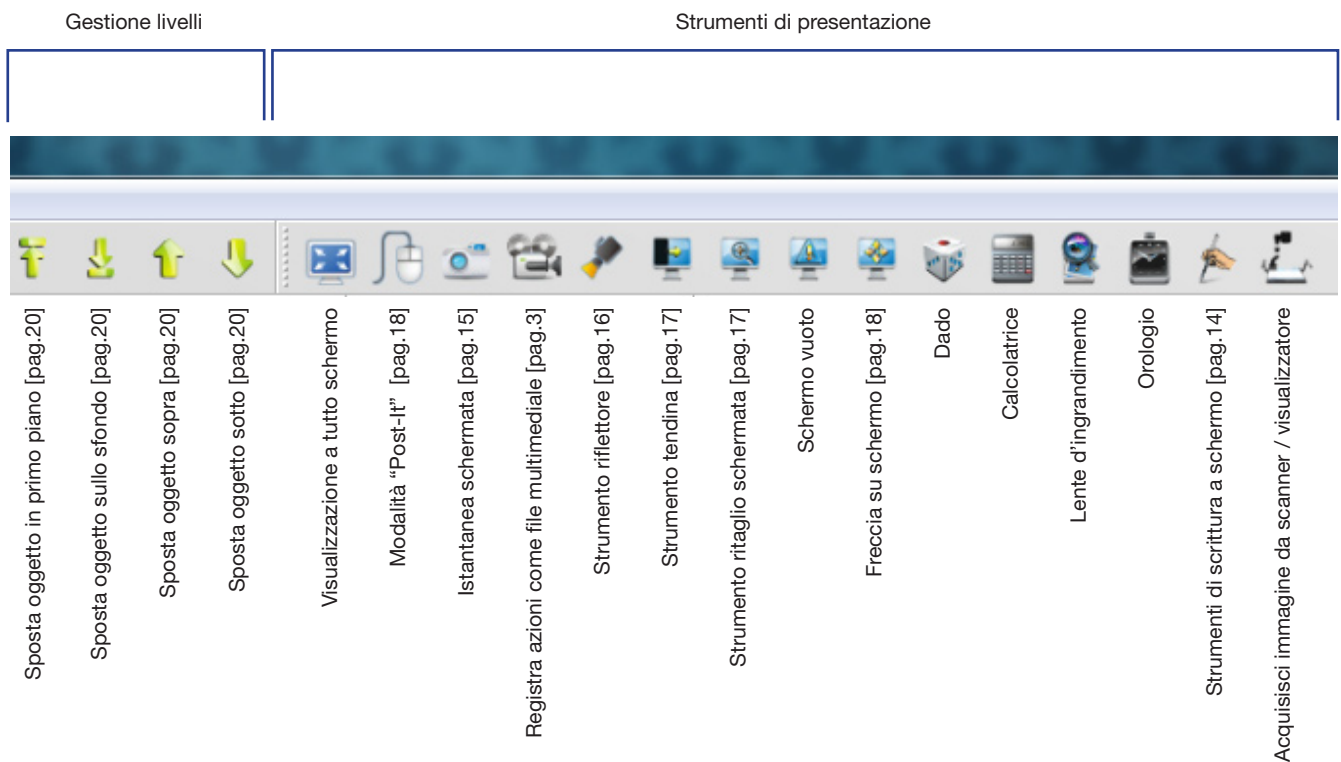 Gestione livelli
Strumenti di presentazione
Sposta oggetto in primo piano [pag.20]
Sposta oggetto sullo sfondo [pag.20]
Sposta oggetto sopra [pag.20]
Sposta oggetto sotto [pag.20]
Visualizzazione a tutto schermo
Modalità “Post-It” [pag.18]
Istantanea schermata [pag.15]
Registra azioni come file multimediale [pag.3]
Strumento riflettore [pag.16]
Strumento tendina [pag.17]
Strumento ritaglio schermata [pag.17]
Schermo vuoto
Freccia su schermo [pag.18]
Dado
Calcolatrice
Lente d’ingrandimento
Orologio
Strumenti di scrittura a schermo [pag.14]
Acquisisci immagine da scanner / visualizzatore